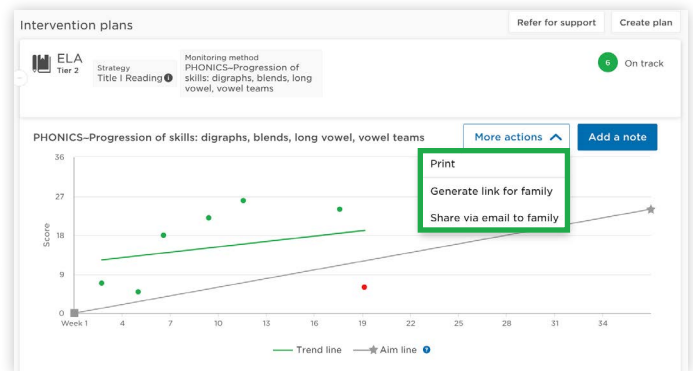 Intervention plans
Refer for support
Create plan
ELA
Tier 2
Strategy
Title I Reading
Monitoring method
PHONICS–Progression of
skills: digraphs, blends, long
vowel, vowel teams
6
On track
PHONICS–Progression of skills: digraphs, blends, long vowel, vowel teams
More actions
Add a note
Print
Generate link for family
Share via email to family
36
27
18
9
0
Score
Week 1 4 7 10 13 16 19 22 25 28 31 34
Trend line Aim line ?